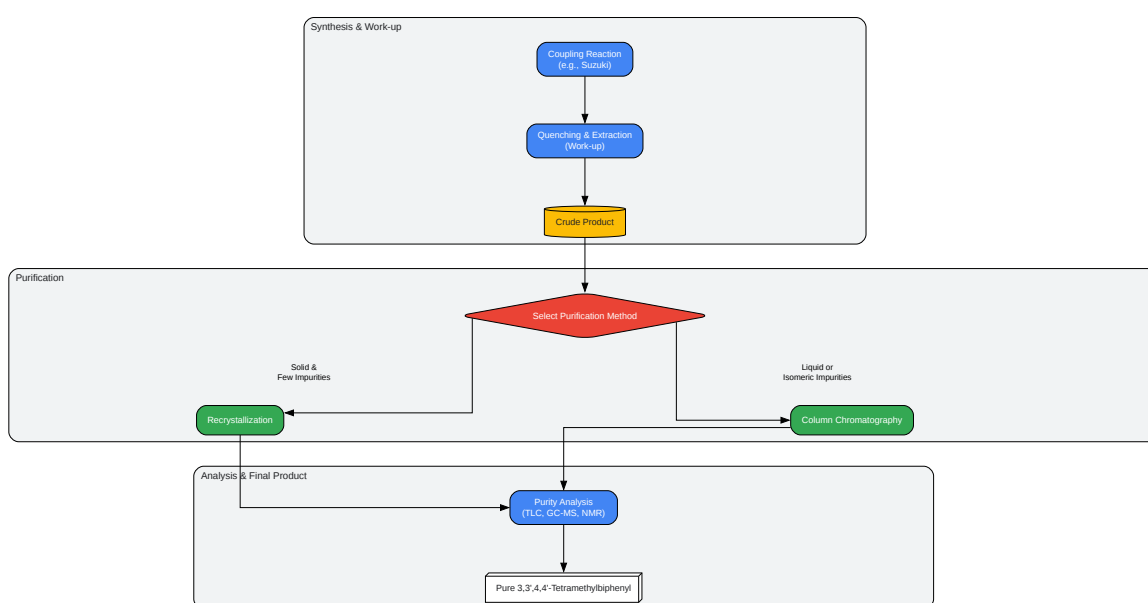 Synthesis & Work-up
Coupling Reaction
(e.g., Suzuki)
Quenching & Extraction
(Work-up)
Crude Product
Purification
Select Purification Method
Solid &
Few Impurities
Liquid or
Isomeric Impurities
Recrystallization
Column Chromatography
Analysis & Final Product
Purity Analysis
(TLC, GC-MS, NMR)
Pure 3,3',4,4'-Tetramethylbiphenyl